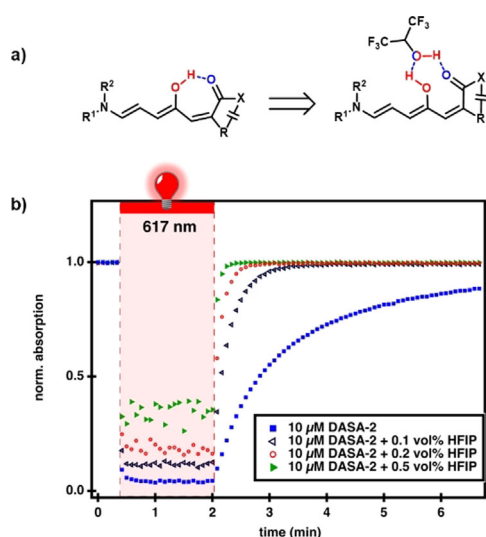 a)
F₃C CF₃
O-H
H O
R² O H O X
R¹ N R
R² H O X
R¹ N O R
b)
617 nm
norm. absorption
1.0
0.5
0.0
10 µM DASA-2
10 µM DASA-2 + 0.1 vol% HFIP
10 µM DASA-2 + 0.2 vol% HFIP
10 µM DASA-2 + 0.5 vol% HFIP
0 1 2 3 4 5 6
time (min)